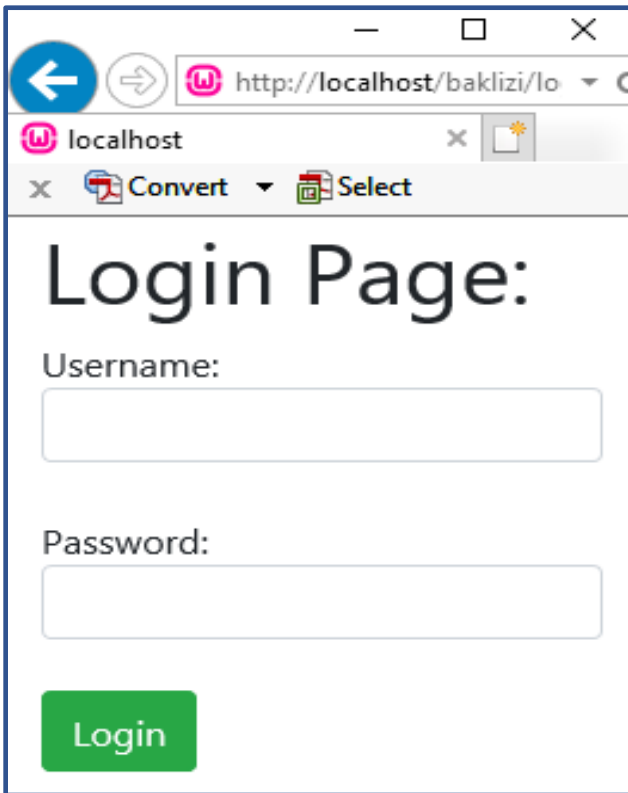 http://localhost/baklizi/lo
localhost
Convert Select
Login Page:
Username:
Password:
Login